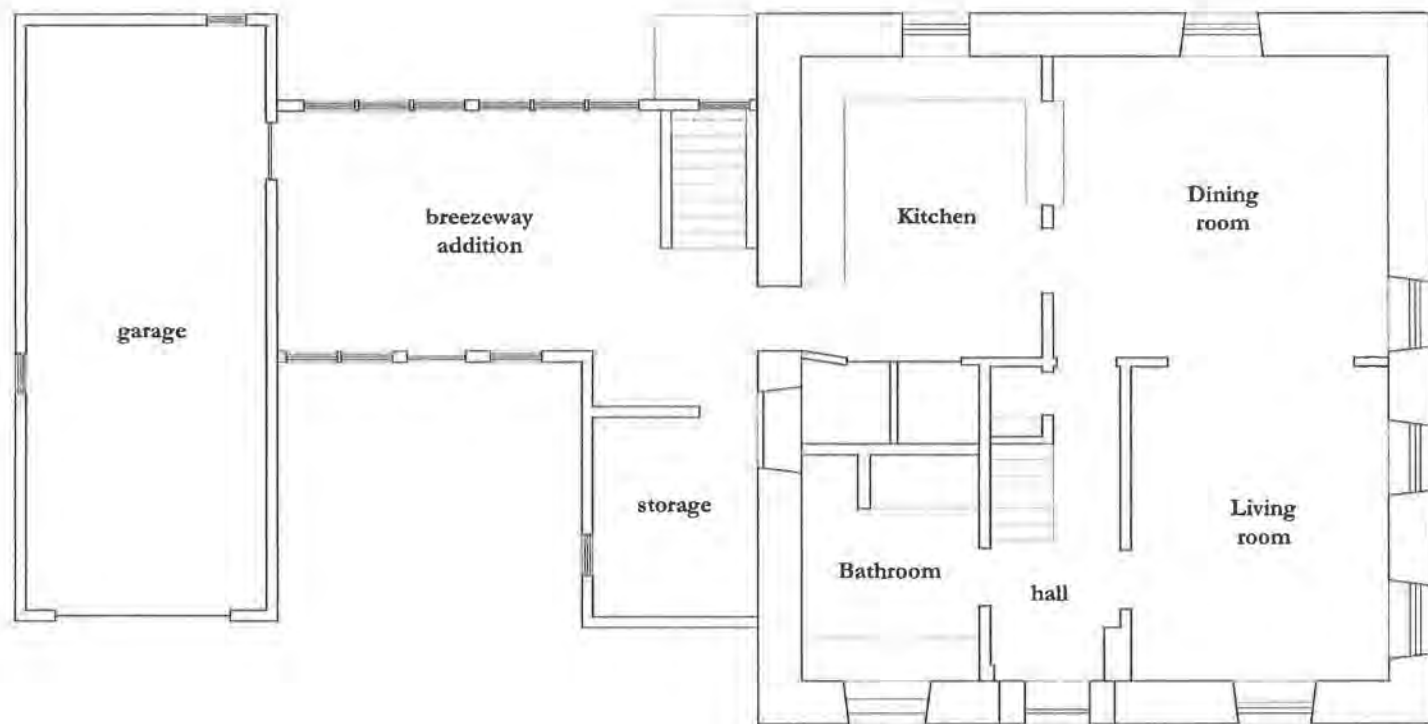 breezeway
addition
Kitchen
Dining
room
garage
storage
Living
room
Bathroom
hall